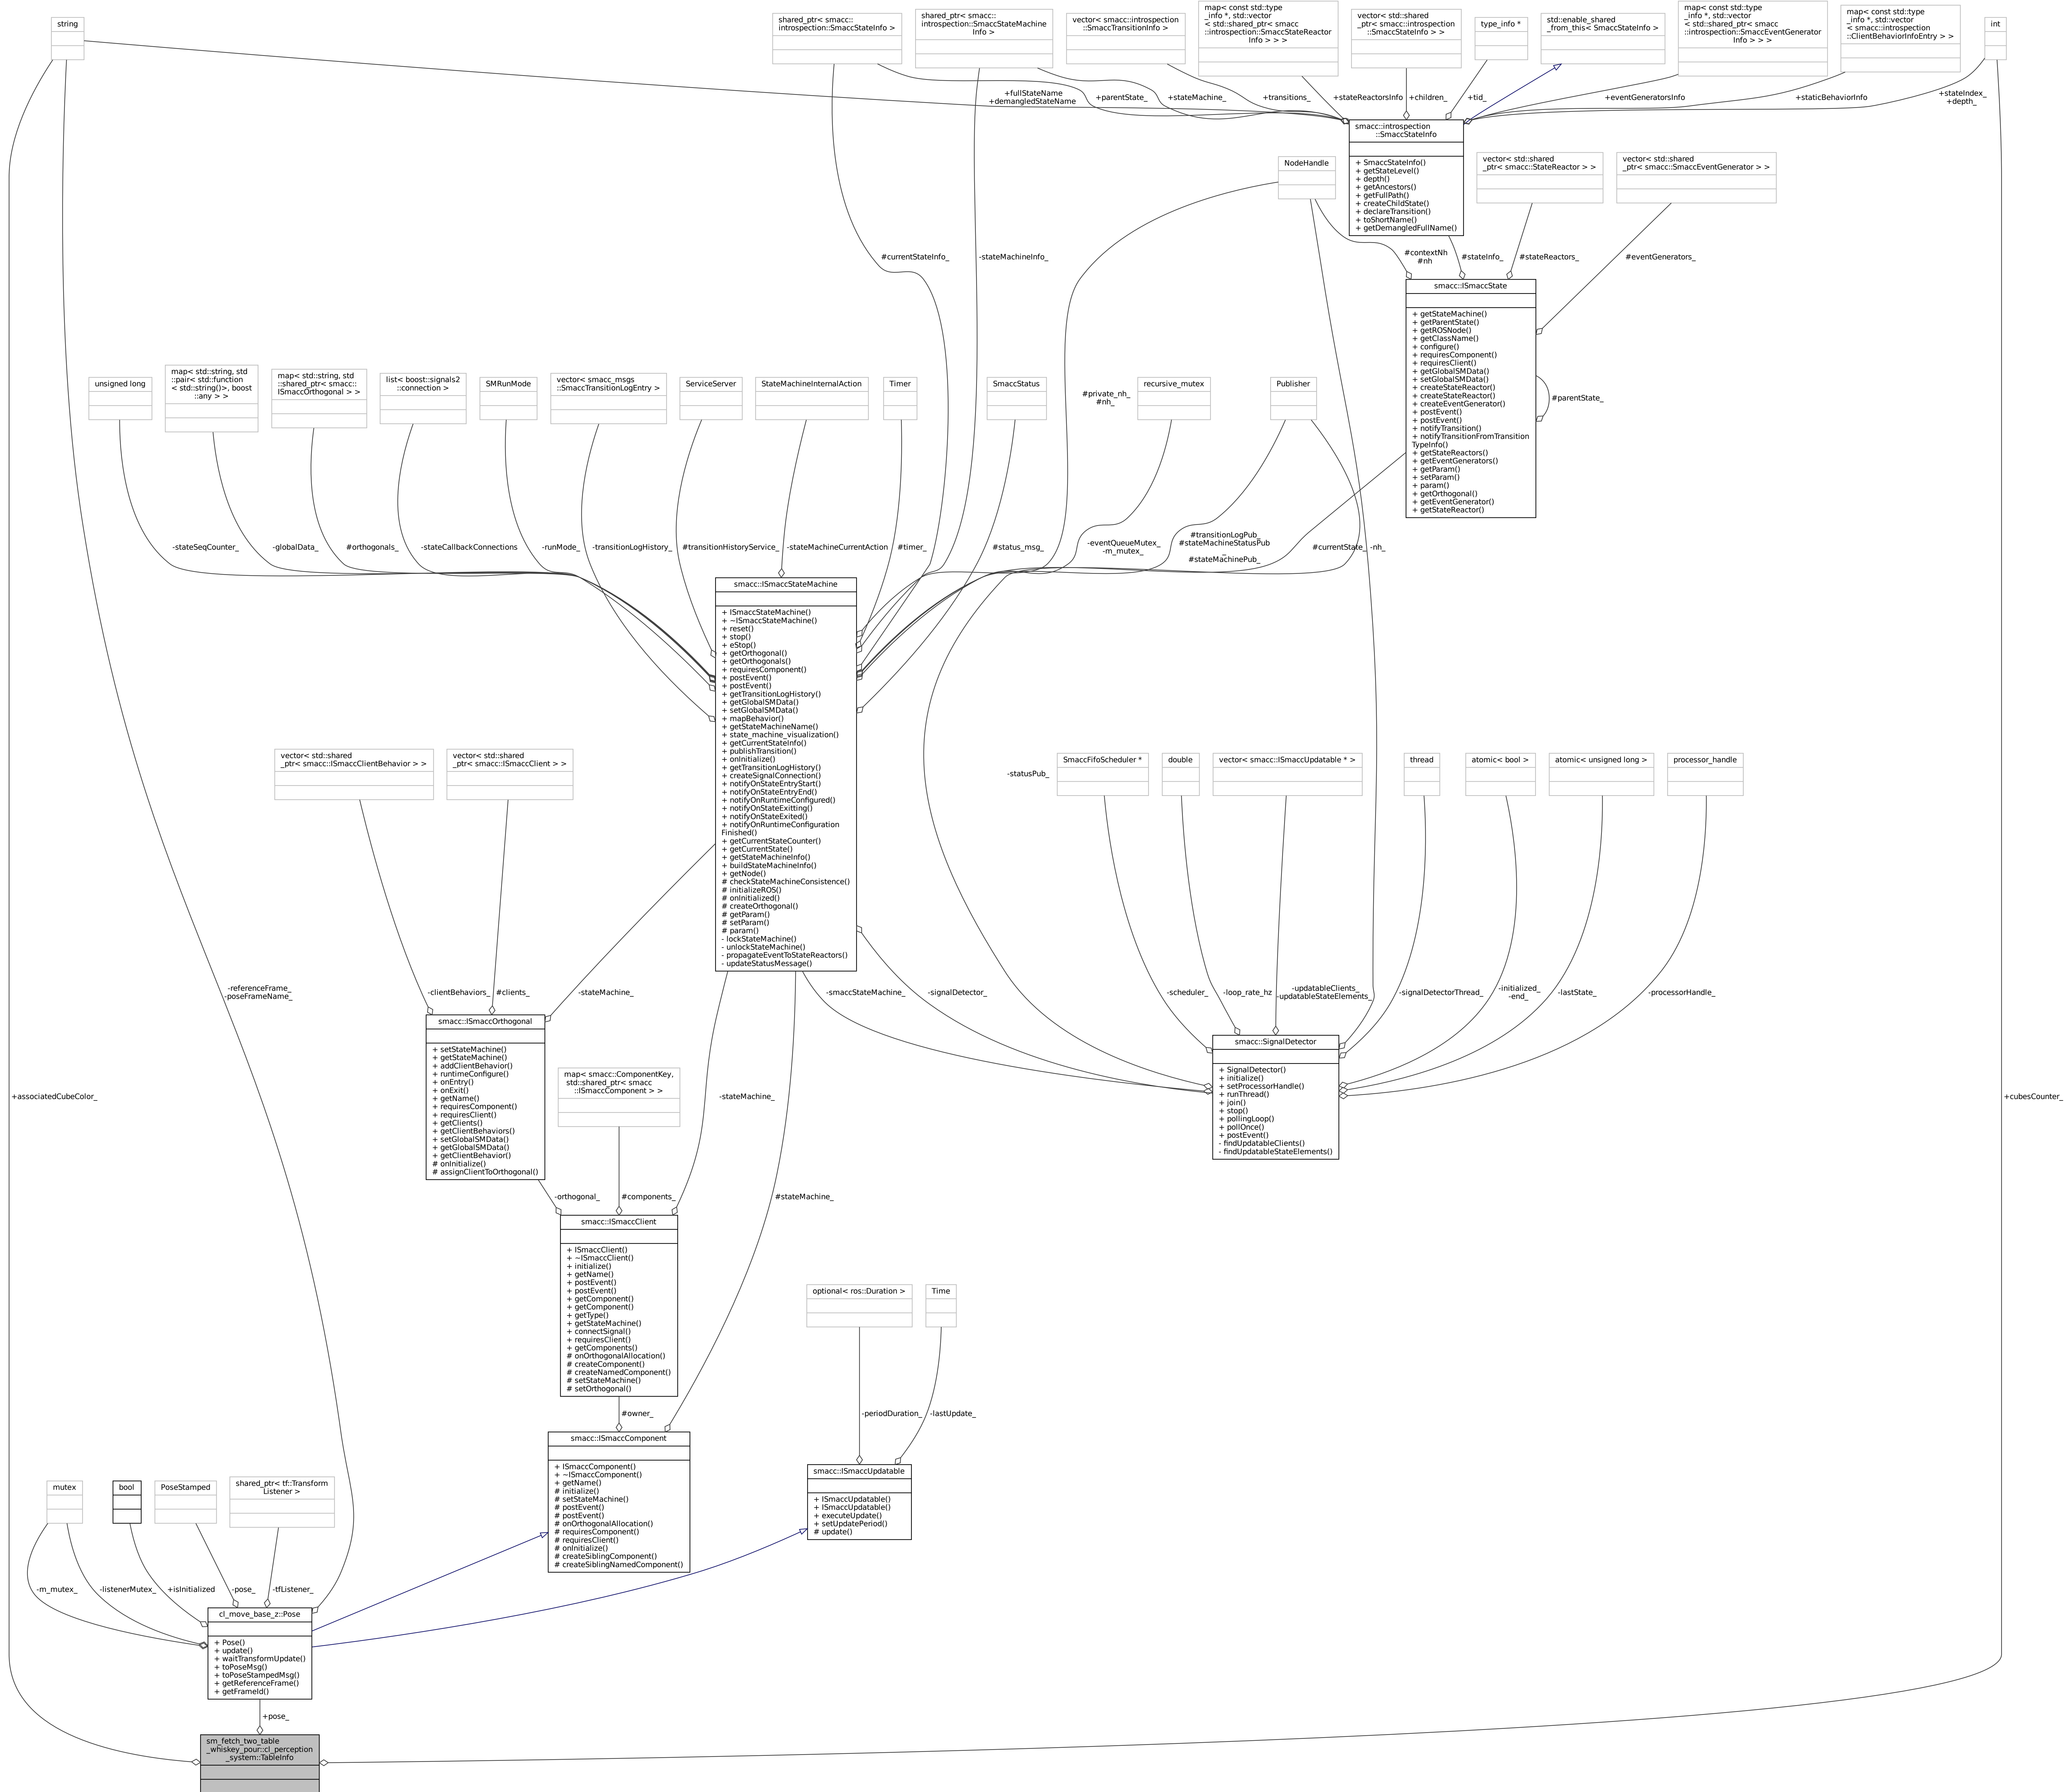 string
shared_ptr< smacc::
introspection::SmaccStateInfo >
shared_ptr< smacc::
introspection::SmaccStateMachine
Info >
vector< smacc::introspection
::SmaccTransitionInfo >
map< const std::type
_info *, std::vector
< std::shared_ptr< smacc
::introspection::SmaccStateReactor
Info > > >
vector< std::shared
_ptr< smacc::introspection
::SmaccStateInfo > >
type_info *
std::enable_shared
_from_this< SmaccStateInfo >
map< const std::type
_info *, std::vector
< std::shared_ptr< smacc
::introspection::SmaccEventGenerator
Info > > >
map< const std::type
_info *, std::vector
< smacc::introspection
::ClientBehaviorInfoEntry > >
int
+fullStateName
+demangledStateName
+parentState_
+stateMachine_
+transitions_
+stateReactorsInfo
+children_
+tid_
+eventGeneratorsInfo
+staticBehaviorInfo
+stateIndex_
+depth_
smacc::introspection
::SmaccStateInfo
+ SmaccStateInfo()
+ getStateLevel()
+ depth()
+ getAncestors()
+ getFullPath()
+ createChildState()
+ declareTransition()
+ toShortName()
+ getDemangledFullName()
NodeHandle
vector< std::shared
_ptr< smacc::StateReactor > >
vector< std::shared
_ptr< smacc::SmaccEventGenerator > >
#currentStateInfo_
-stateMachineInfo_
#contextNh
#nh
#stateInfo_
#stateReactors_
#eventGenerators_
smacc::ISmaccState
+ getStateMachine()
+ getParentState()
+ getROSNode()
+ getClassName()
+ configure()
+ requiresComponent()
+ requiresClient()
+ getGlobalSMData()
+ setGlobalSMData()
+ createStateReactor()
+ createStateReactor()
+ createEventGenerator()
+ postEvent()
+ postEvent()
+ notifyTransition()
+ notifyTransitionFromTransition
TypeInfo()
+ getStateReactors()
+ getEventGenerators()
+ getParam()
+ setParam()
+ param()
+ getOrthogonal()
+ getEventGenerator()
+ getStateReactor()
#parentState_
unsigned long
map< std::string, std
::pair< std::function
< std::string()>, boost
::any > >
map< std::string, std
::shared_ptr< smacc::
ISmaccOrthogonal > >
list< boost::signals2
::connection >
SMRunMode
vector< smacc_msgs
::SmaccTransitionLogEntry >
ServiceServer
StateMachineInternalAction
Timer
SmaccStatus
#private_nh_
#nh_
recursive_mutex
Publisher
-stateSeqCounter_
-globalData_
#orthogonals_
-stateCallbackConnections
-runMode_
-transitionLogHistory_
#transitionHistoryService_
-stateMachineCurrentAction
#timer_
#status_msg_
-eventQueueMutex_
-m_mutex_
#transitionLogPub_
#stateMachineStatusPub
_
#stateMachinePub_
#currentState_
-nh_
smacc::ISmaccStateMachine
+ ISmaccStateMachine()
+ ~ISmaccStateMachine()
+ reset()
+ stop()
+ eStop()
+ getOrthogonal()
+ getOrthogonals()
+ requiresComponent()
+ postEvent()
+ postEvent()
+ getTransitionLogHistory()
+ getGlobalSMData()
+ setGlobalSMData()
+ mapBehavior()
+ getStateMachineName()
+ state_machine_visualization()
+ getCurrentStateInfo()
+ publishTransition()
+ onInitialize()
+ getTransitionLogHistory()
+ createSignalConnection()
+ notifyOnStateEntryStart()
+ notifyOnStateEntryEnd()
+ notifyOnRuntimeConfigured()
+ notifyOnStateExitting()
+ notifyOnStateExited()
+ notifyOnRuntimeConfiguration
Finished()
+ getCurrentStateCounter()
+ getCurrentState()
+ getStateMachineInfo()
+ buildStateMachineInfo()
+ getNode()
# checkStateMachineConsistence()
# initializeROS()
# onInitialized()
# createOrthogonal()
# getParam()
# setParam()
# param()
- lockStateMachine()
- unlockStateMachine()
- propagateEventToStateReactors()
- updateStatusMessage()
vector< std::shared
_ptr< smacc::ISmaccClientBehavior > >
vector< std::shared
_ptr< smacc::ISmaccClient > >
-statusPub_
SmaccFifoScheduler *
double
vector< smacc::ISmaccUpdatable * >
thread
atomic< bool >
atomic< unsigned long >
processor_handle
-referenceFrame_
-poseFrameName_
-clientBehaviors_
#clients_
-stateMachine_
-smaccStateMachine_
-signalDetector_
-scheduler_
-loop_rate_hz
-updatableClients_
-updatableStateElements_
-signalDetectorThread_
-initialized_
-end_
-lastState_
-processorHandle_
smacc::ISmaccOrthogonal
+ setStateMachine()
+ getStateMachine()
+ addClientBehavior()
+ runtimeConfigure()
+ onEntry()
+ onExit()
+ getName()
+ requiresComponent()
+ requiresClient()
+ getClients()
+ getClientBehaviors()
+ setGlobalSMData()
+ getGlobalSMData()
+ getClientBehavior()
# onInitialize()
# assignClientToOrthogonal()
smacc::SignalDetector
+ SignalDetector()
+ initialize()
+ setProcessorHandle()
+ runThread()
+ join()
+ stop()
+ pollingLoop()
+ pollOnce()
+ postEvent()
- findUpdatableClients()
- findUpdatableStateElements()
map< smacc::ComponentKey,
std::shared_ptr< smacc
::ISmaccComponent > >
+associatedCubeColor_
-stateMachine_
+cubesCounter_
-orthogonal_
#components_
#stateMachine_
smacc::ISmaccClient
+ ISmaccClient()
+ ~ISmaccClient()
+ initialize()
+ getName()
+ postEvent()
+ postEvent()
+ getComponent()
+ getComponent()
+ getType()
+ getStateMachine()
+ connectSignal()
+ requiresClient()
+ getComponents()
# onOrthogonalAllocation()
# createComponent()
# createNamedComponent()
# setStateMachine()
# setOrthogonal()
optional< ros::Duration >
Time
#owner_
-periodDuration_
-lastUpdate_
smacc::ISmaccComponent
+ ISmaccComponent()
+ ~ISmaccComponent()
+ getName()
# initialize()
# setStateMachine()
# postEvent()
# postEvent()
# onOrthogonalAllocation()
# requiresComponent()
# requiresClient()
# onInitialize()
# createSiblingComponent()
# createSiblingNamedComponent()
smacc::ISmaccUpdatable
+ ISmaccUpdatable()
+ ISmaccUpdatable()
+ executeUpdate()
+ setUpdatePeriod()
# update()
mutex
bool
PoseStamped
shared_ptr< tf::Transform
Listener >
-m_mutex_
-listenerMutex_
+isInitialized
-pose_
-tfListener_
cl_move_base_z::Pose
+ Pose()
+ update()
+ waitTransformUpdate()
+ toPoseMsg()
+ toPoseStampedMsg()
+ getReferenceFrame()
+ getFrameId()
+pose_
sm_fetch_two_table
_whiskey_pour::cl_perception
_system::TableInfo